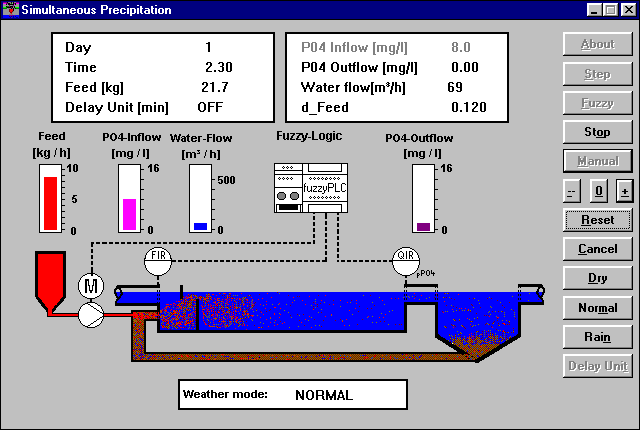 Simultaneous Precipitation
Day 1
Time 2.30
Feed [kg] 21.7
Delay Unit [min] OFF
P04 Inflow [mg/l] 8.0
P04 Outflow [mg/l] 0.00
Water flow[m³/h] 69
d_Feed 0.120
About
Step
Fuzzy
Stop
Manual
-- 0 +
Reset
Cancel
Dry
Normal
Rain
Delay Unit
Feed
[kg / h]
10
5
0
P04-Inflow
[mg / l]
16
0
Water-Flow
[m³ / h]
500
0
Fuzzy-Logic
fuzzyPLC
P04-Outflow
[mg / l]
16
0
FIR
QIR
pP04
M
Weather mode: NORMAL